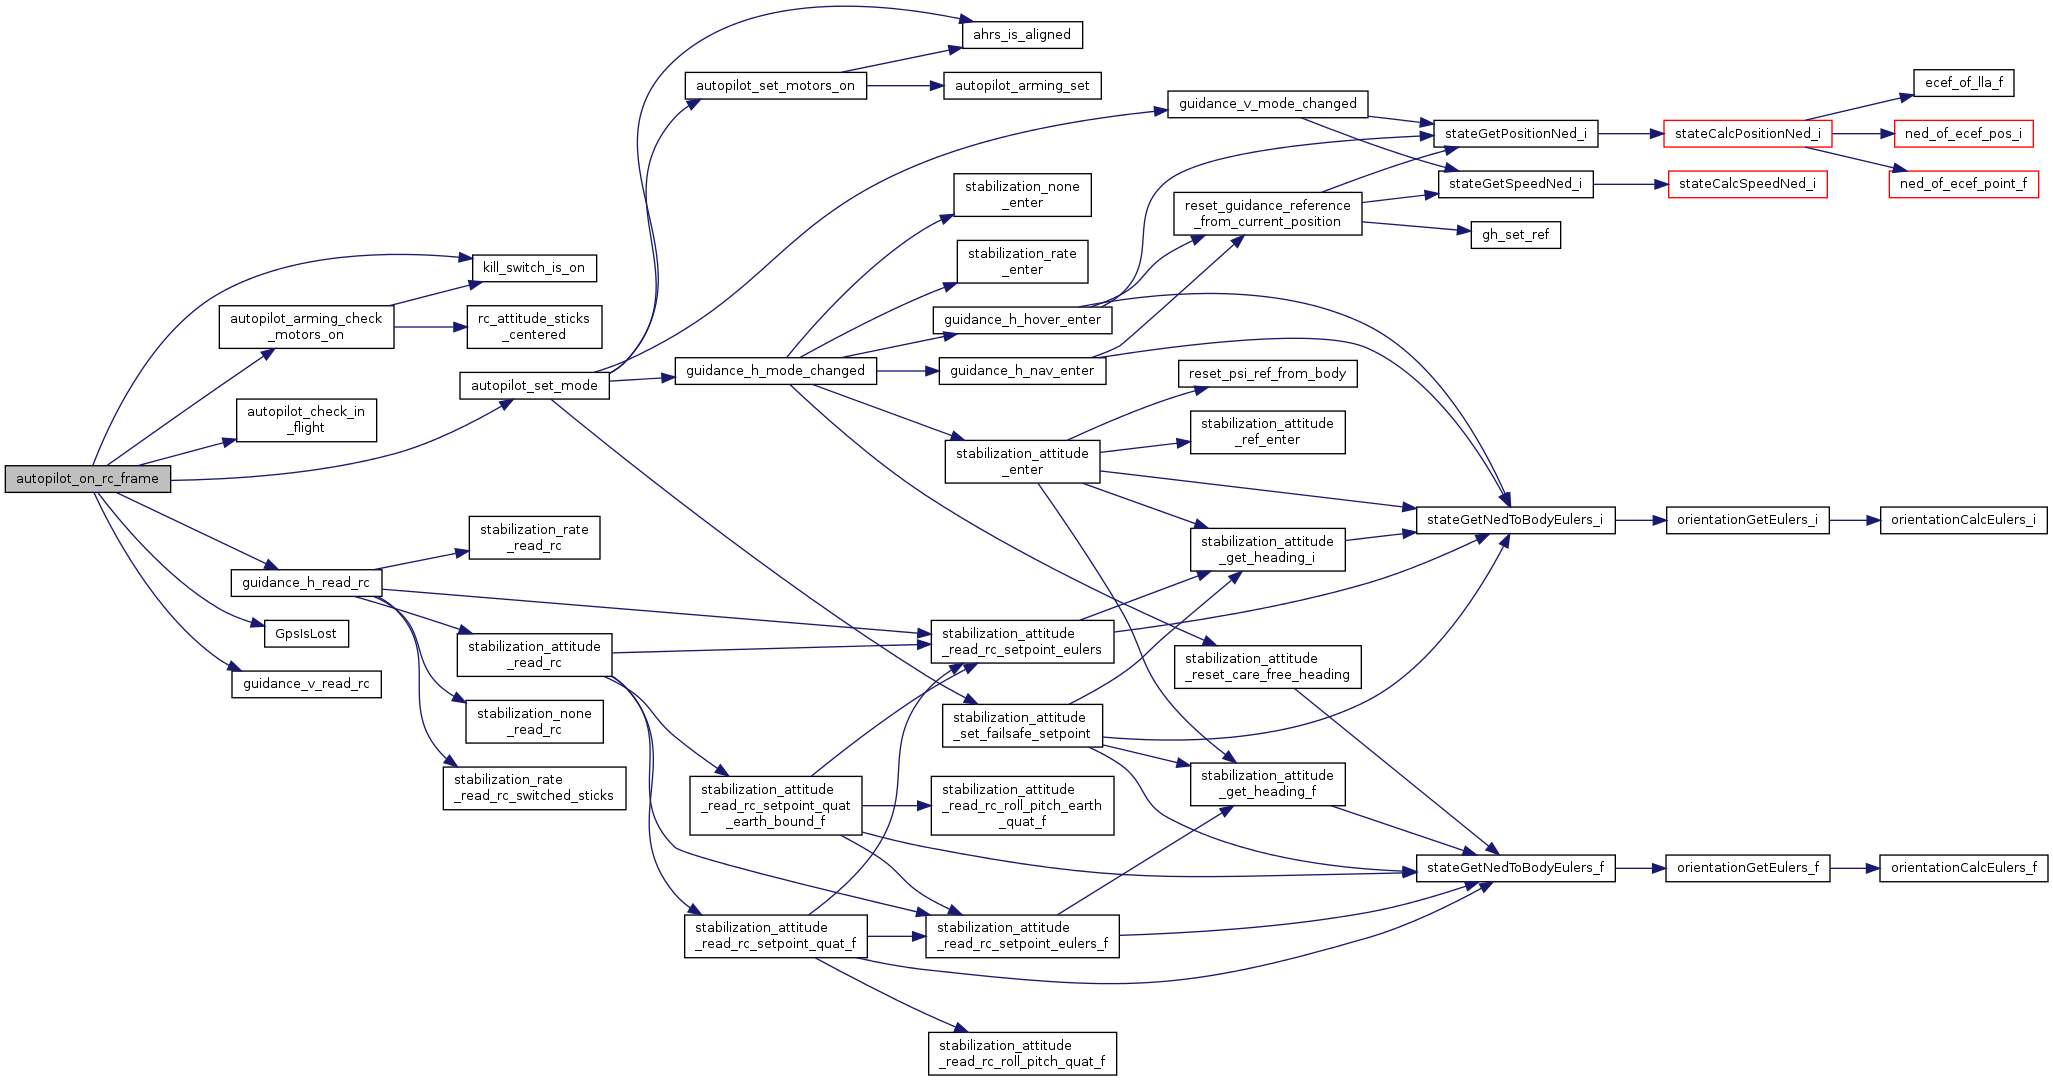 autopilot_on_rc_frame
kill_switch_is_on
autopilot_arming_check
_motors_on
rc_attitude_sticks
_centered
autopilot_set_mode
autopilot_check_in
_flight
guidance_h_read_rc
GpsIsLost
guidance_v_read_rc
stabilization_rate
_read_rc
stabilization_attitude
_read_rc
stabilization_none
_read_rc
stabilization_rate
_read_rc_switched_sticks
ahrs_is_aligned
autopilot_set_motors_on
autopilot_arming_set
guidance_h_mode_changed
stabilization_none
_enter
stabilization_rate
_enter
guidance_h_hover_enter
guidance_h_nav_enter
stabilization_attitude
_enter
stabilization_attitude
_read_rc_setpoint_eulers
stabilization_attitude
_set_failsafe_setpoint
stabilization_attitude
_read_rc_setpoint_quat
_earth_bound_f
stabilization_attitude
_read_rc_roll_pitch_earth
_quat_f
stabilization_attitude
_read_rc_setpoint_quat_f
stabilization_attitude
_read_rc_setpoint_eulers_f
stabilization_attitude
_read_rc_roll_pitch_quat_f
guidance_v_mode_changed
reset_guidance_reference
_from_current_position
reset_psi_ref_from_body
stabilization_attitude
_ref_enter
stabilization_attitude
_get_heading_i
stabilization_attitude
_reset_care_free_heading
stabilization_attitude
_get_heading_f
stateGetPositionNed_i
stateGetSpeedNed_i
gh_set_ref
stateGetNedToBodyEulers_i
stateGetNedToBodyEulers_f
stateCalcPositionNed_i
stateCalcSpeedNed_i
orientationGetEulers_i
orientationGetEulers_f
ecef_of_lla_f
ned_of_ecef_pos_i
ned_of_ecef_point_f
orientationCalcEulers_i
orientationCalcEulers_f